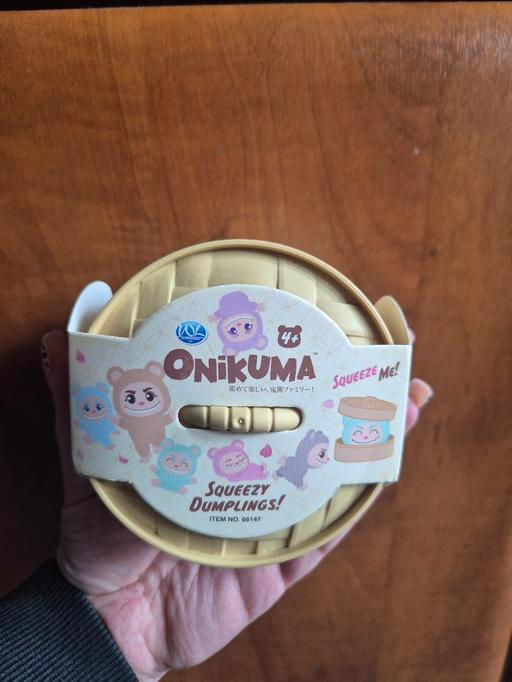 4+
ONiKUMA™
集めて楽しい、鬼熊ファミリー!
SQUEEZE ME!
SQUEEZY
DUMPLINGS!
ITEM NO. 66147